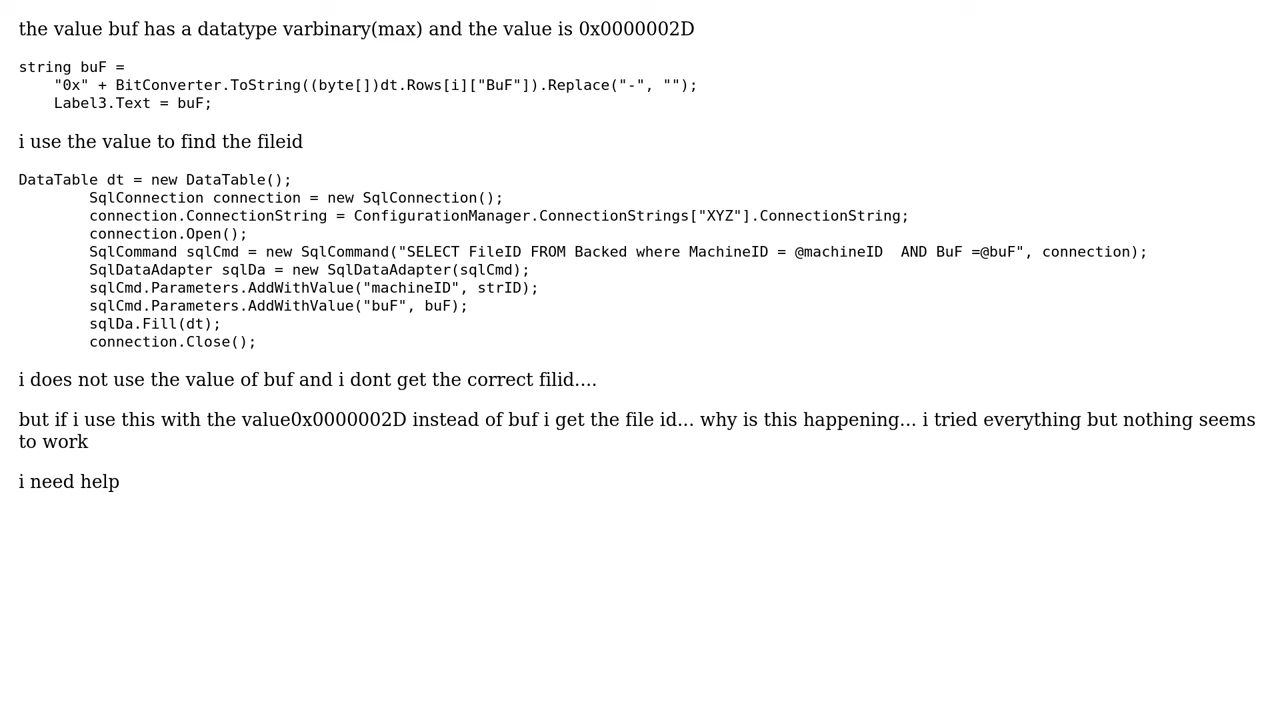 the value buf has a datatype varbinary(max) and the value is 0x0000002D
string buF =
    "0x" + BitConverter.ToString((byte[])dt.Rows[i]["BuF"]).Replace("-", "");
    Label3.Text = buF;
i use the value to find the fileid
DataTable dt = new DataTable();
        SqlConnection connection = new SqlConnection();
        connection.ConnectionString = ConfigurationManager.ConnectionStrings["XYZ"].ConnectionString;
        connection.Open();
        SqlCommand sqlCmd = new SqlCommand("SELECT FileID FROM Backed where MachineID = @machineID  AND BuF =@buF", connection);
        SqlDataAdapter sqlDa = new SqlDataAdapter(sqlCmd);
        sqlCmd.Parameters.AddWithValue("machineID", strID);
        sqlCmd.Parameters.AddWithValue("buF", buF);
        sqlDa.Fill(dt);
        connection.Close();
i does not use the value of buf and i dont get the correct filid....
but if i use this with the value0x0000002D instead of buf i get the file id... why is this happening... i tried everything but nothing seems
to work
i need help